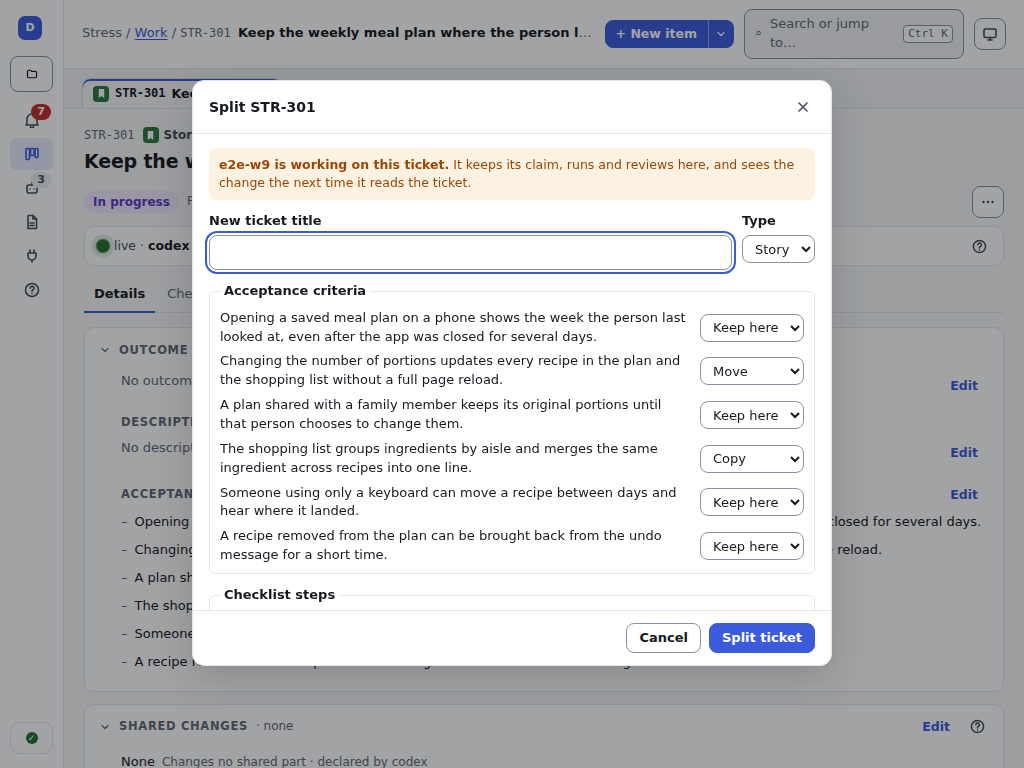 D
Stress / Work / STR-301 Keep the weekly meal plan where the person l…
+ New item
Search or jump to…
Ctrl K
7
3
STR-301 Kee
STR-301 Stor
Keep the w
In progress
live · codex
Details Che
OUTCOME
No outcom
Edit
DESCRIPT
No descrip
Edit
ACCEPTAN
Edit
– Opening
closed for several days.
– Changing
reload.
– A plan sh
– The shop
– Someone
– A recipe
SHARED CHANGES · none
Edit
None Changes no shared part · declared by codex
Split STR-301
e2e-w9 is working on this ticket. It keeps its claim, runs and reviews here, and sees the
change the next time it reads the ticket.
New ticket title
Type
Story
Acceptance criteria
Opening a saved meal plan on a phone shows the week the person last
looked at, even after the app was closed for several days.
Keep here
Changing the number of portions updates every recipe in the plan and
the shopping list without a full page reload.
Move
A plan shared with a family member keeps its original portions until
that person chooses to change them.
Keep here
The shopping list groups ingredients by aisle and merges the same
ingredient across recipes into one line.
Copy
Someone using only a keyboard can move a recipe between days and
hear where it landed.
Keep here
A recipe removed from the plan can be brought back from the undo
message for a short time.
Keep here
Checklist steps
Cancel
Split ticket